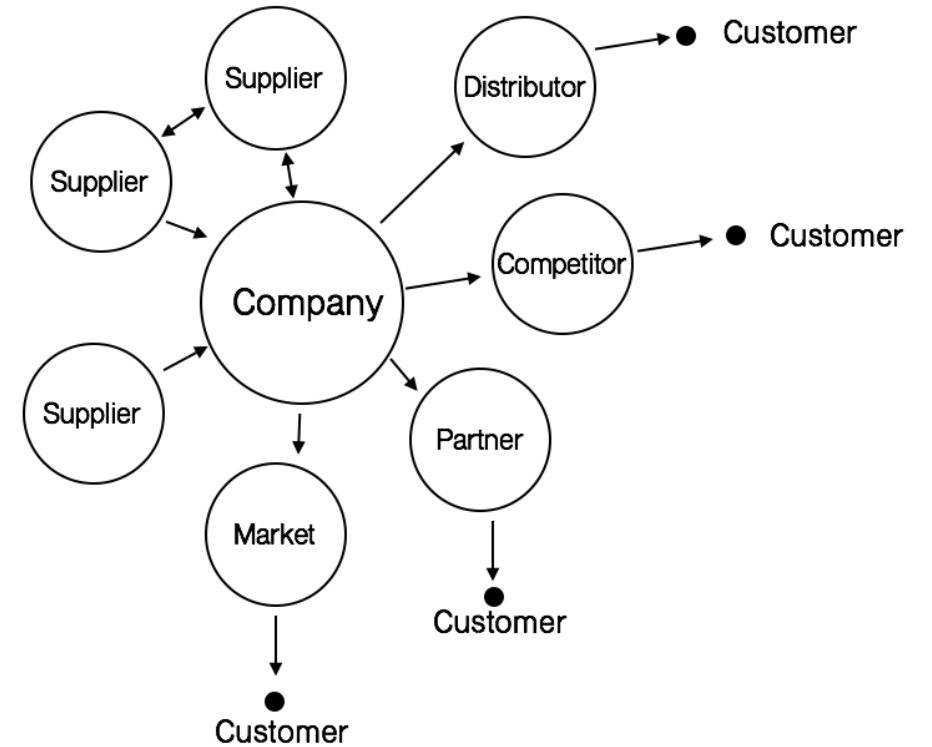 Supplier
Distributor
Customer
Supplier
Company
Competitor
Customer
Supplier
Partner
Market
Customer
Customer